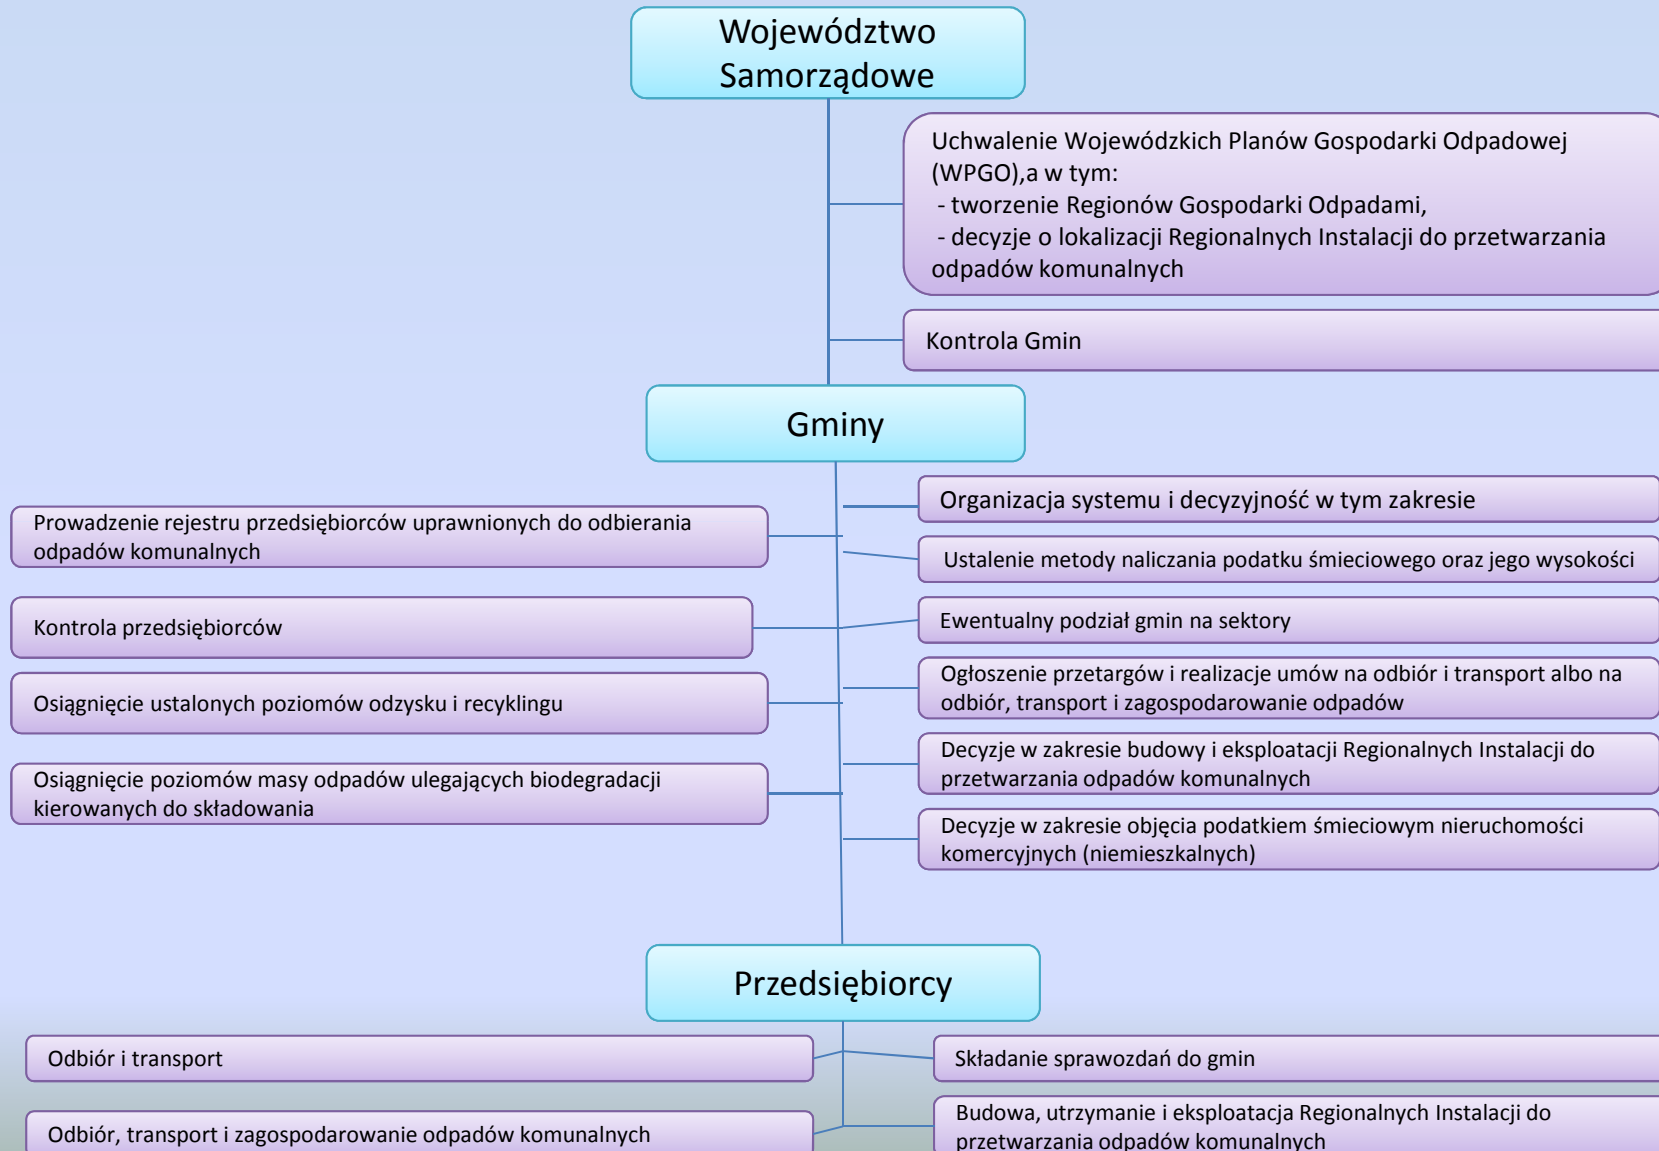 Województwo
Samorządowe
Uchwalenie Wojewódzkich Planów Gospodarki Odpadowej
(WPGO),a w tym:
- tworzenie Regionów Gospodarki Odpadami,
- decyzje o lokalizacji Regionalnych Instalacji do przetwarzania
odpadów komunalnych
Kontrola Gmin
Gminy
Prowadzenie rejestru przedsiębiorców uprawnionych do odbierania
odpadów komunalnych
Kontrola przedsiębiorców
Osiągnięcie ustalonych poziomów odzysku i recyklingu
Osiągnięcie poziomów masy odpadów ulegających biodegradacji
kierowanych do składowania
Organizacja systemu i decyzyjność w tym zakresie
Ustalenie metody naliczania podatku śmieciowego oraz jego wysokości
Ewentualny podział gmin na sektory
Ogłoszenie przetargów i realizacje umów na odbiór i transport albo na
odbiór, transport i zagospodarowanie odpadów
Decyzje w zakresie budowy i eksploatacji Regionalnych Instalacji do
przetwarzania odpadów komunalnych
Decyzje w zakresie objęcia podatkiem śmieciowym nieruchomości
komercyjnych (niemieszkalnych)
Przedsiębiorcy
Odbiór i transport
Odbiór, transport i zagospodarowanie odpadów komunalnych
Składanie sprawozdań do gmin
Budowa, utrzymanie i eksploatacja Regionalnych Instalacji do
przetwarzania odpadów komunalnych